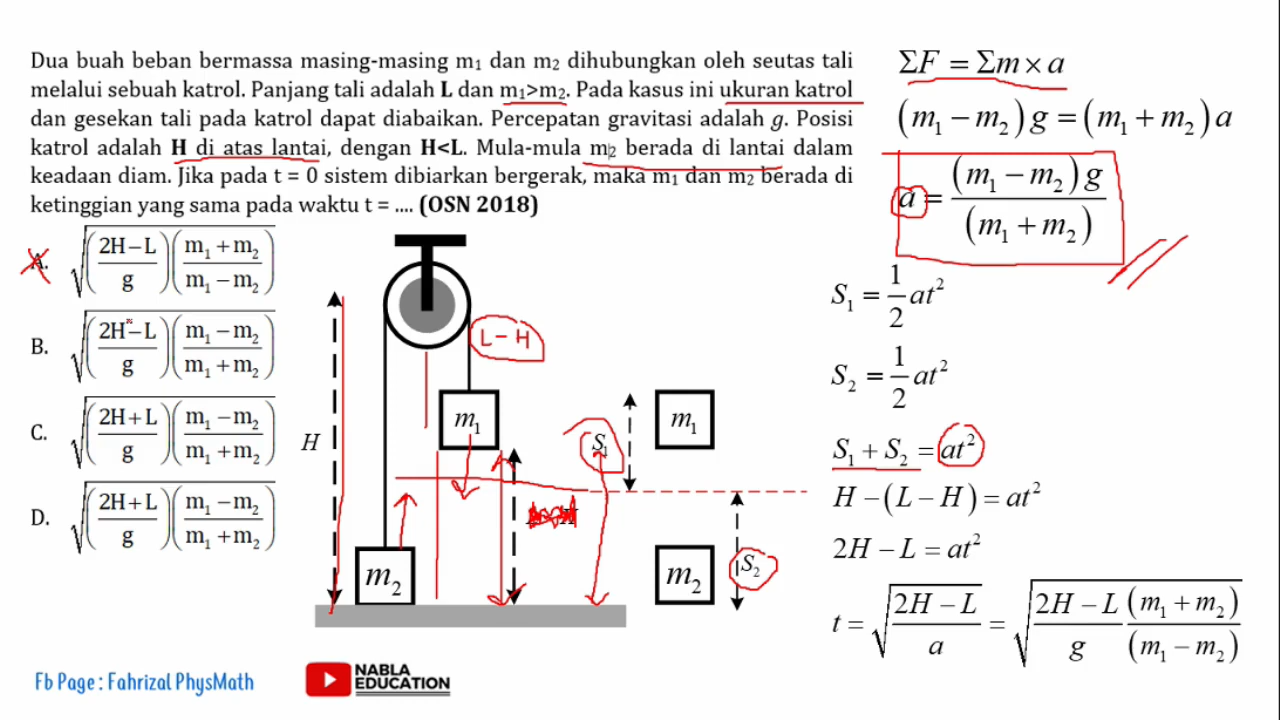 Dua buah beban bermassa masing-masing m₁ dan m₂ dihubungkan oleh seutas tali
melalui sebuah katrol. Panjang tali adalah L dan m₁>m₂. Pada kasus ini ukuran katrol
dan gesekan tali pada katrol dapat diabaikan. Percepatan gravitasi adalah g. Posisi
katrol adalah H di atas lantai, dengan H<L. Mula-mula m₂ berada di lantai dalam
keadaan diam. Jika pada t = 0 sistem dibiarkan bergerak, maka m₁ dan m₂ berada di
ketinggian yang sama pada waktu t = .... (OSN 2018)
A. √((2H−L)/g)((m₁+m₂)/(m₁−m₂))
B. √((2H−L)/g)((m₁−m₂)/(m₁+m₂))
C. √((2H+L)/g)((m₁−m₂)/(m₁+m₂))
D. √((2H+L)/g)((m₁−m₂)/(m₁+m₂))
L-H
H
m₁
m₂
S₁
m₁
m₂
S₂
ΣF = Σm × a
(m₁ − m₂) g = (m₁ + m₂) a
a = (m₁ − m₂) g / (m₁ + m₂)
S₁ = 1/2 at²
S₂ = 1/2 at²
S₁ + S₂ = at²
H − (L − H) = at²
2H − L = at²
t = √((2H − L)/a) = √((2H − L)/g (m₁ + m₂)/(m₁ − m₂))
Fb Page : Fahrizal PhysMath
NABLA
EDUCATION